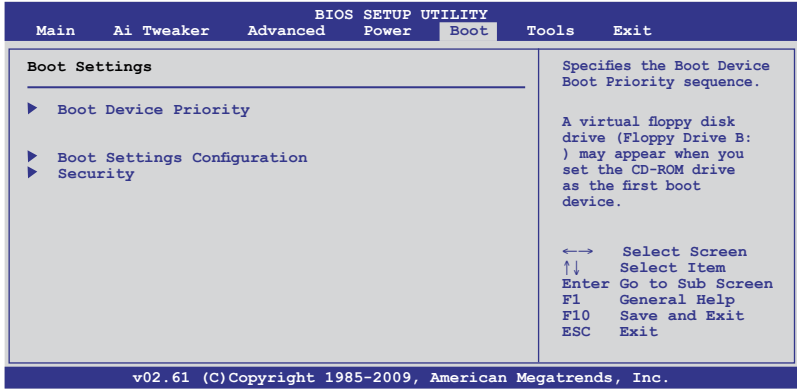 BIOS SETUP UTILITY
Main Ai Tweaker Advanced Power Boot Tools Exit
Boot Settings
Boot Device Priority
Boot Settings Configuration
Security
Specifies the Boot Device
Boot Priority sequence.
A virtual floppy disk
drive (Floppy Drive B:
) may appear when you
set the CD-ROM drive
as the first boot
device.
←→ Select Screen
↑↓ Select Item
Enter Go to Sub Screen
F1 General Help
F10 Save and Exit
ESC Exit
v02.61 (C)Copyright 1985-2009, American Megatrends, Inc.